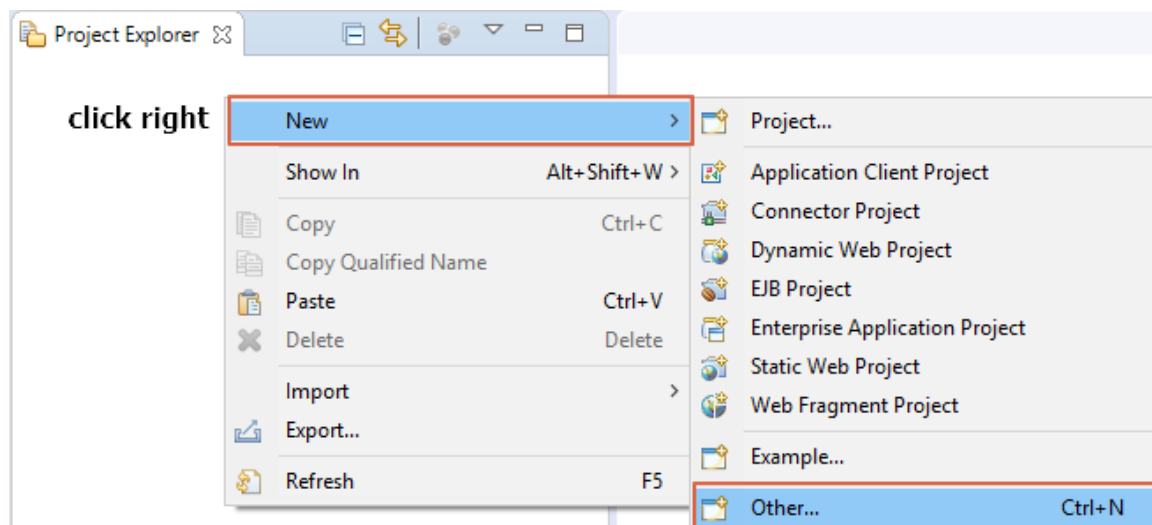 Project Explorer
click right
New
Show In Alt+Shift+W
Copy Ctrl+C
Copy Qualified Name
Paste Ctrl+V
Delete Delete
Import
Export...
Refresh F5
Project...
Application Client Project
Connector Project
Dynamic Web Project
EJB Project
Enterprise Application Project
Static Web Project
Web Fragment Project
Example...
Other... Ctrl+N